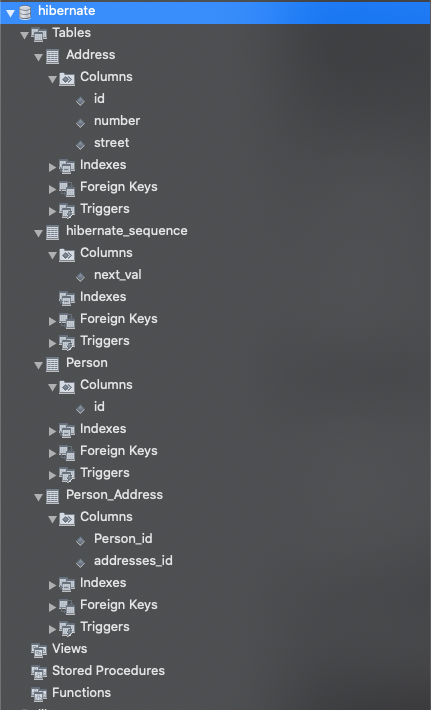 hibernate
Tables
Address
Columns
id
number
street
Indexes
Foreign Keys
Triggers
hibernate_sequence
Columns
next_val
Indexes
Foreign Keys
Triggers
Person
Columns
id
Indexes
Foreign Keys
Triggers
Person_Address
Columns
Person_id
addresses_id
Indexes
Foreign Keys
Triggers
Views
Stored Procedures
Functions